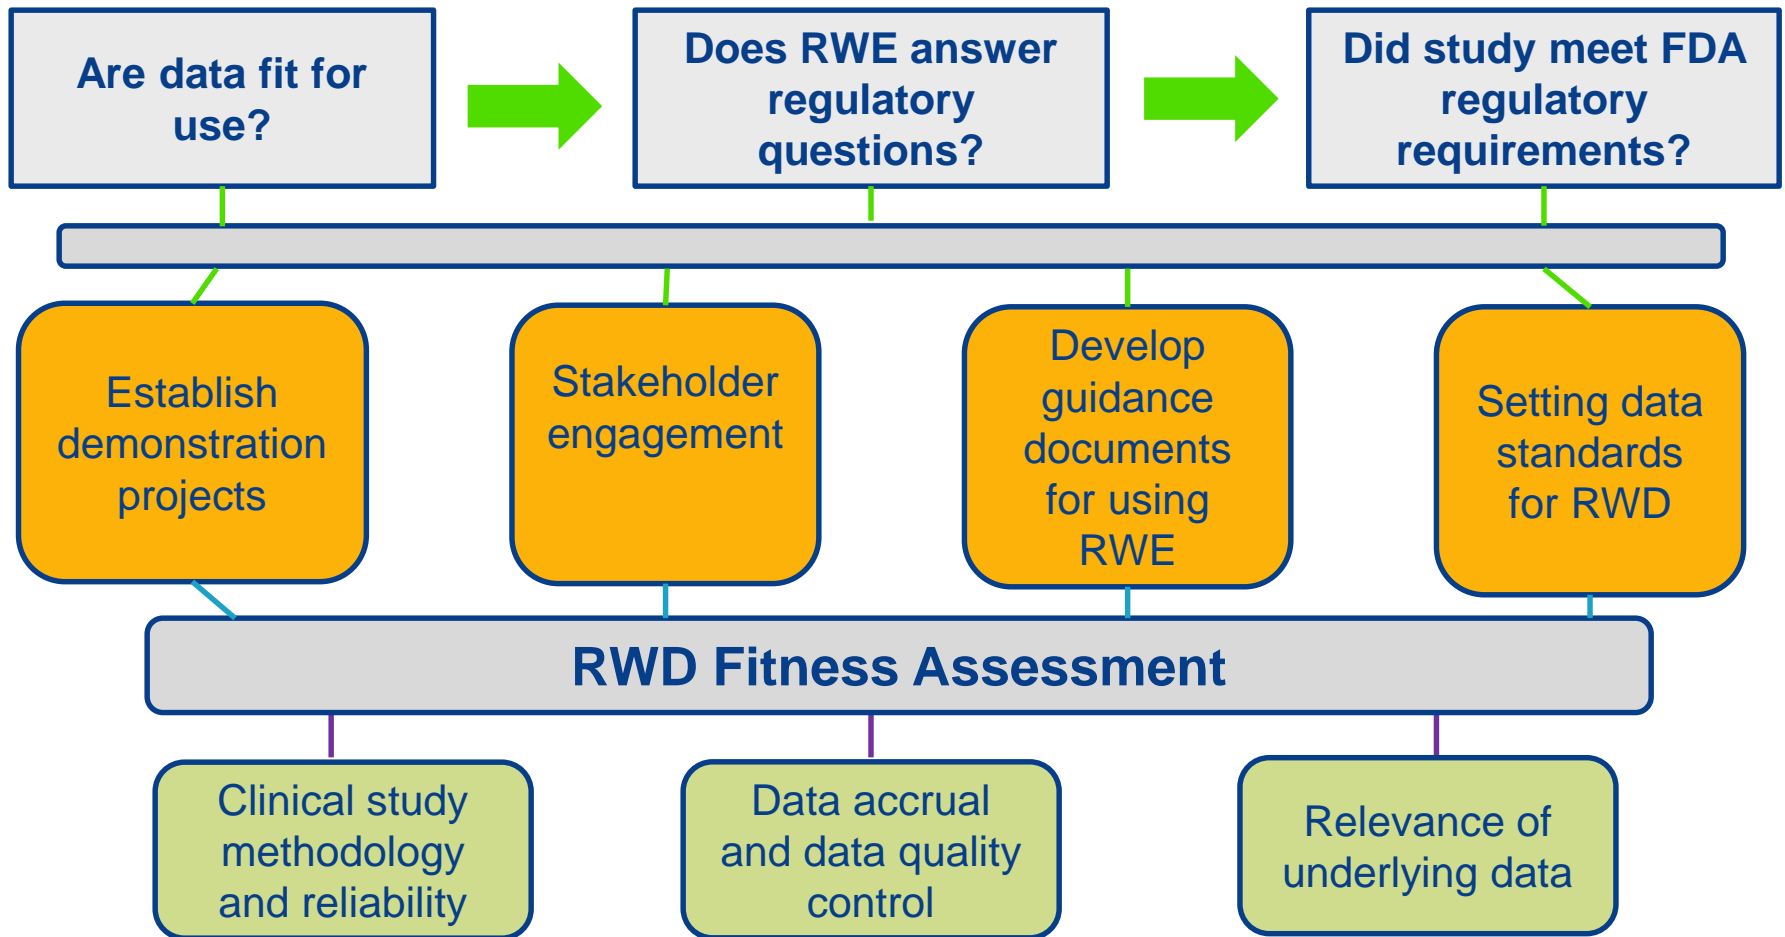 Are data fit for
use?
Does RWE answer
regulatory
questions?
Did study meet FDA
regulatory
requirements?
Establish
demonstration
projects
Stakeholder
engagement
Develop
guidance
documents
for using
RWE
Setting data
standards
for RWD
RWD Fitness Assessment
Clinical study
methodology
and reliability
Data accrual
and data quality
control
Relevance of
underlying data